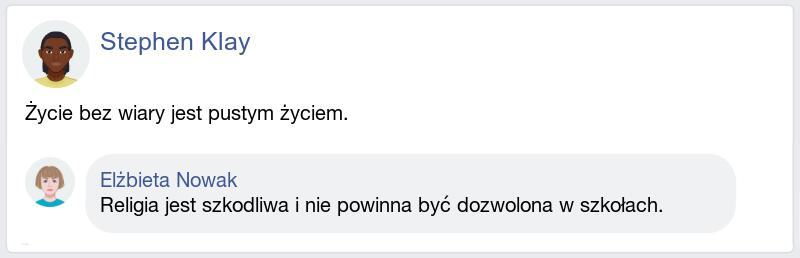 Stephen Klay
Życie bez wiary jest pustym życiem.
Elżbieta Nowak
Religia jest szkodliwa i nie powinna być dozwolona w szkołach.